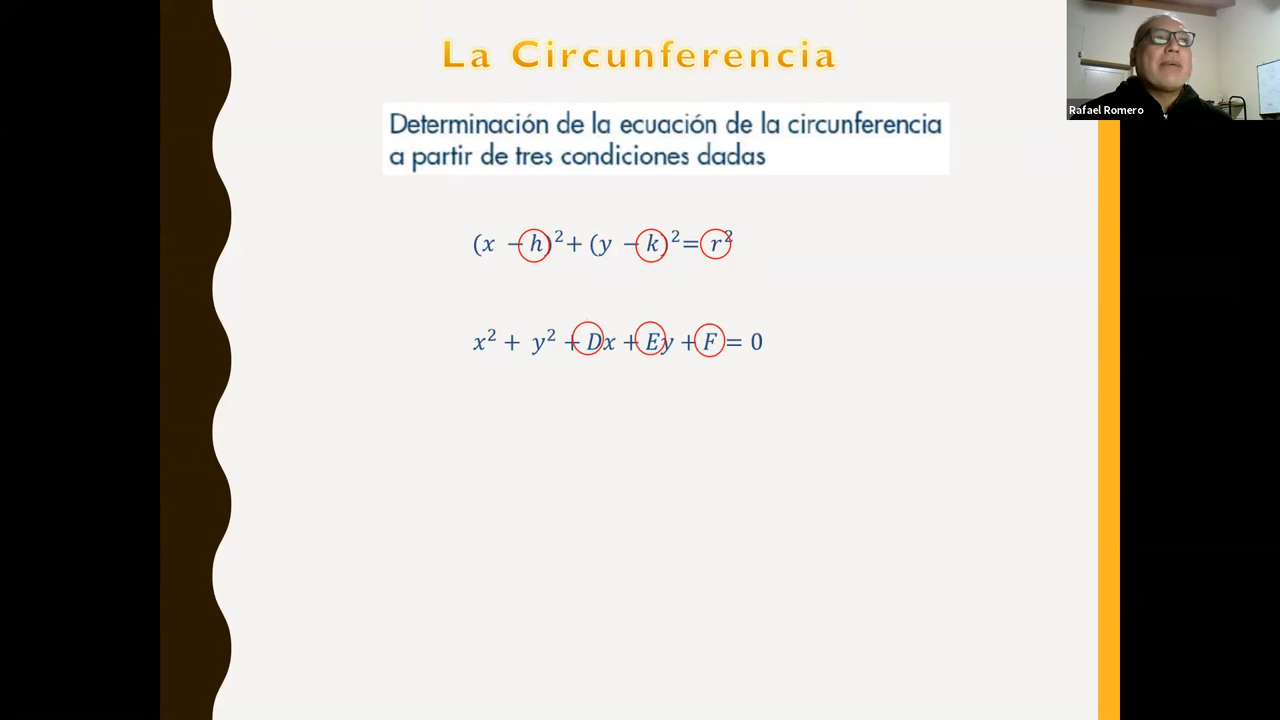 La Circunferencia
Rafael Romero
Determinación de la ecuación de la circunferencia
a partir de tres condiciones dadas
(x − h)² + (y − k)² = r²
x² + y² + Dx + Ey + F = 0